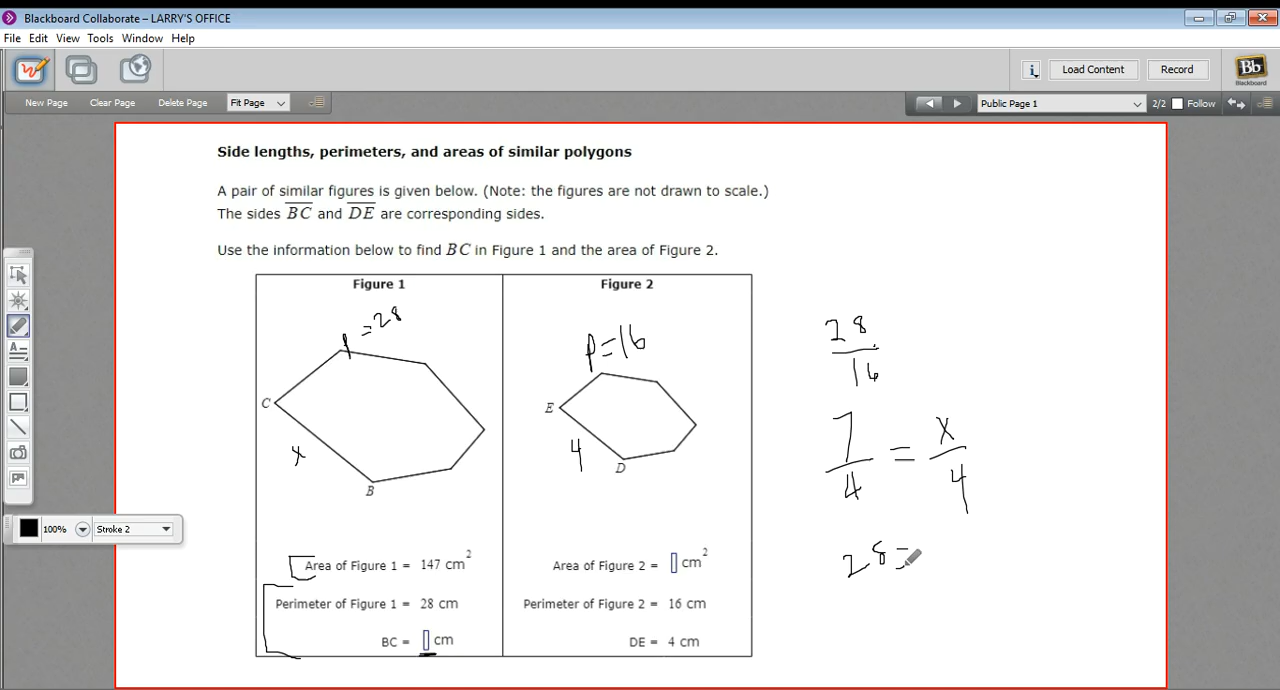 Blackboard Collaborate – LARRY'S OFFICE
File Edit View Tools Window Help
i Load Content Record Bb Blackboard
New Page Clear Page Delete Page Fit Page Public Page 1 2/2 Follow
Side lengths, perimeters, and areas of similar polygons
A pair of similar figures is given below. (Note: the figures are not drawn to scale.)
The sides BC and DE are corresponding sides.
Use the information below to find BC in Figure 1 and the area of Figure 2.
Figure 1 Figure 2
P = 28
P = 16
C
E
x
4
B
D
Area of Figure 1 = 147 cm²
Perimeter of Figure 1 = 28 cm
BC = cm
Area of Figure 2 = cm²
Perimeter of Figure 2 = 16 cm
DE = 4 cm
28
16
7 = x
4 4
28 =
A
100% Stroke 2